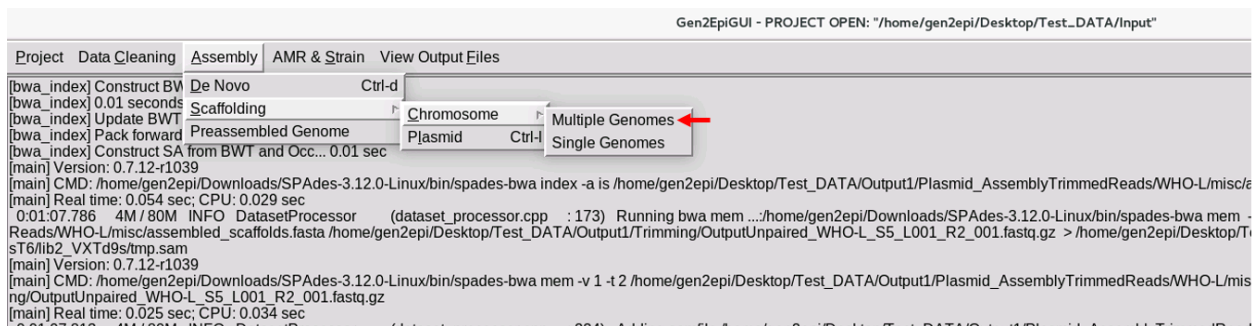 Gen2EpiGUI - PROJECT OPEN: "/home/gen2epi/Desktop/Test_DATA/Input"
Project Data Cleaning Assembly AMR & Strain View Output Files
De Novo Ctrl-d
Scaffolding
Preassembled Genome
Chromosome
Plasmid Ctrl-l
Multiple Genomes
Single Genomes
[bwa_index] Construct BW
[bwa_index] 0.01 seconds
[bwa_index] Update BWT
[bwa_index] Pack forward
[bwa_index] Construct SA from BWT and Occ... 0.01 sec
[main] Version: 0.7.12-r1039
[main] CMD: /home/gen2epi/Downloads/SPAdes-3.12.0-Linux/bin/spades-bwa index -a is /home/gen2epi/Desktop/Test_DATA/Output1/Plasmid_AssemblyTrimmedReads/WHO-L/misc/a
[main] Real time: 0.054 sec; CPU: 0.029 sec
0:01:07.786 4M / 80M INFO DatasetProcessor (dataset_processor.cpp : 173) Running bwa mem ...:/home/gen2epi/Downloads/SPAdes-3.12.0-Linux/bin/spades-bwa mem -
Reads/WHO-L/misc/assembled_scaffolds.fasta /home/gen2epi/Desktop/Test_DATA/Output1/Trimming/OutputUnpaired_WHO-L_S5_L001_R2_001.fastq.gz > /home/gen2epi/Desktop/T
sT6/lib2_VXTd9s/tmp.sam
[main] Version: 0.7.12-r1039
[main] CMD: /home/gen2epi/Downloads/SPAdes-3.12.0-Linux/bin/spades-bwa mem -v 1 -t 2 /home/gen2epi/Desktop/Test_DATA/Output1/Plasmid_AssemblyTrimmedReads/WHO-L/mis
ng/OutputUnpaired_WHO-L_S5_L001_R2_001.fastq.gz
[main] Real time: 0.025 sec; CPU: 0.034 sec